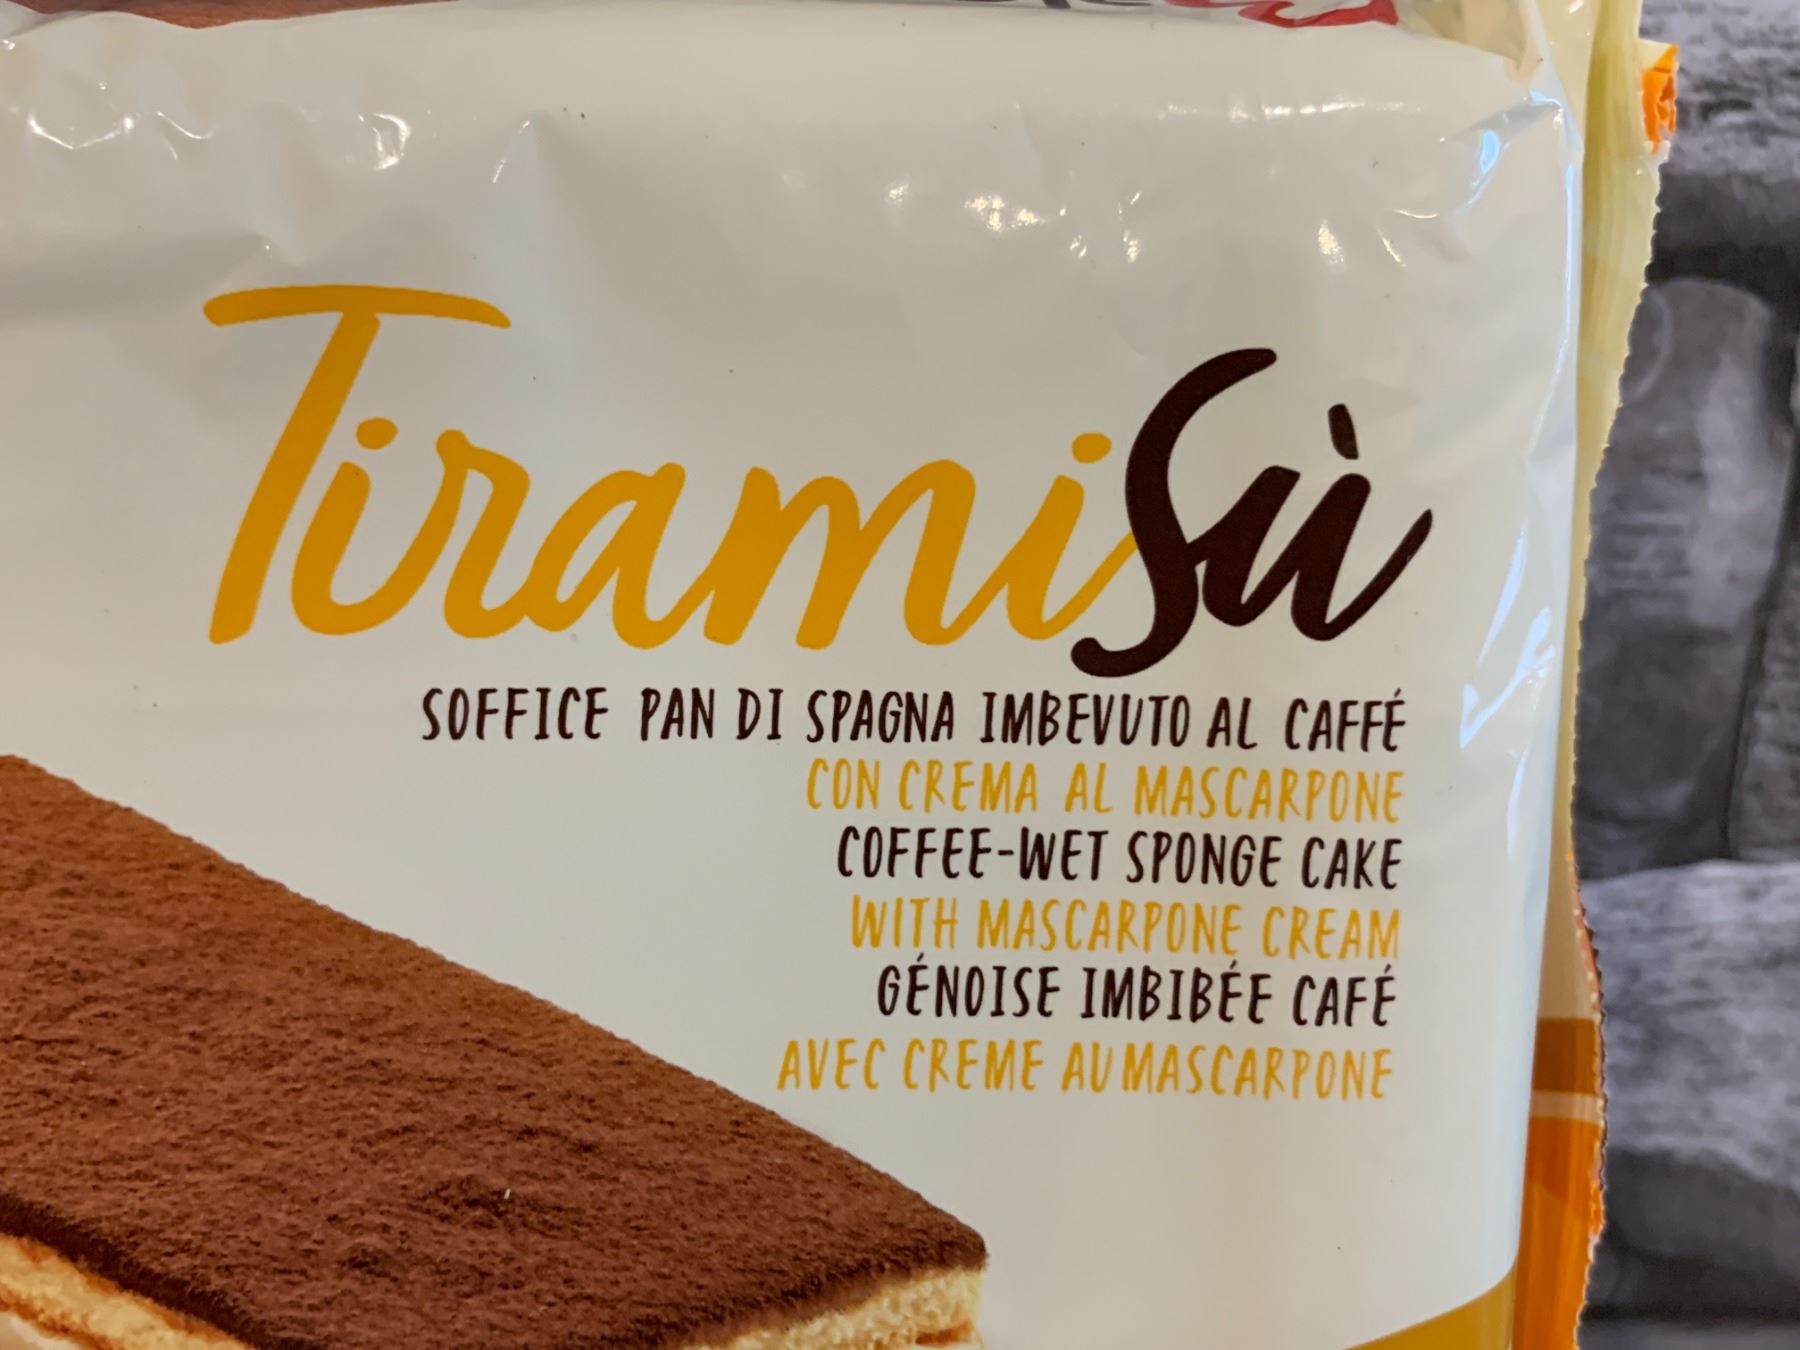 TiramiSù
SOFFICE PAN DI SPAGNA IMBEVUTO AL CAFFÉ
CON CREMA AL MASCARPONE
COFFEE-WET SPONGE CAKE
WITH MASCARPONE CREAM
GÉNOISE IMBIBÉE CAFÉ
AVEC CREME AU MASCARPONE